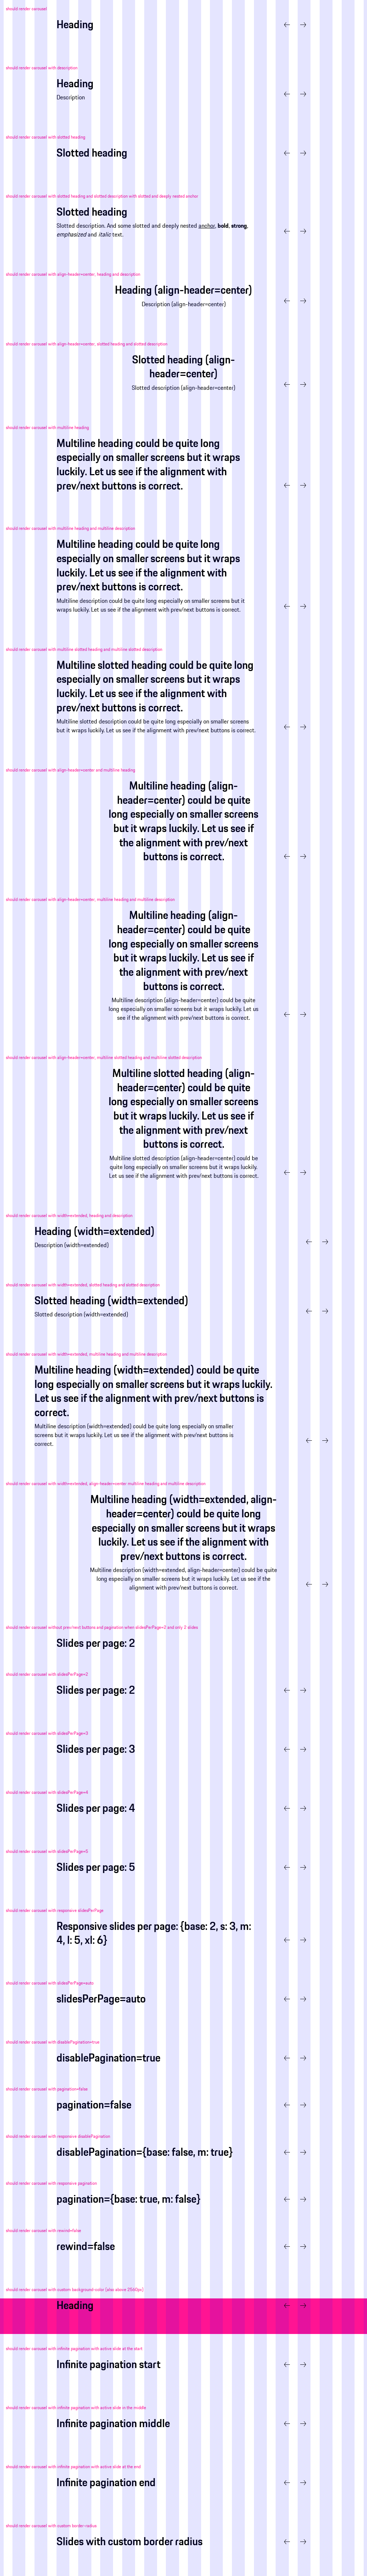 should render carousel
Heading
should render carousel with description
Heading
Description
should render carousel with slotted heading
Slotted heading
should render carousel with slotted heading and slotted description with slotted and deeply nested anchor
Slotted heading
Slotted description. And some slotted and deeply nested anchor, bold, strong,
emphasized and italic text.
should render carousel with align-header=center, heading and description
Heading (align-header=center)
Description (align-header=center)
should render carousel with align-header=center, slotted heading and slotted description
Slotted heading (align-
header=center)
Slotted description (align-header=center)
should render carousel with multiline heading
Multiline heading could be quite long
especially on smaller screens but it wraps
luckily. Let us see if the alignment with
prev/next buttons is correct.
should render carousel with multiline heading and multiline description
Multiline heading could be quite long
especially on smaller screens but it wraps
luckily. Let us see if the alignment with
prev/next buttons is correct.
Multiline description could be quite long especially on smaller screens but it
wraps luckily. Let us see if the alignment with prev/next buttons is correct.
should render carousel with multiline slotted heading and multiline slotted description
Multiline slotted heading could be quite long
especially on smaller screens but it wraps
luckily. Let us see if the alignment with
prev/next buttons is correct.
Multiline slotted description could be quite long especially on smaller screens
but it wraps luckily. Let us see if the alignment with prev/next buttons is correct.
should render carousel with align-header=center and multiline heading
Multiline heading (align-
header=center) could be quite
long especially on smaller screens
but it wraps luckily. Let us see if
the alignment with prev/next
buttons is correct.
should render carousel with align-header=center, multiline heading and multiline description
Multiline heading (align-
header=center) could be quite
long especially on smaller screens
but it wraps luckily. Let us see if
the alignment with prev/next
buttons is correct.
Multiline description (align-header=center) could be quite
long especially on smaller screens but it wraps luckily. Let us
see if the alignment with prev/next buttons is correct.
should render carousel with align-header=center, multiline slotted heading and multiline slotted description
Multiline slotted heading (align-
header=center) could be quite
long especially on smaller screens
but it wraps luckily. Let us see if
the alignment with prev/next
buttons is correct.
Multiline slotted description (align-header=center) could be
quite long especially on smaller screens but it wraps luckily.
Let us see if the alignment with prev/next buttons is correct.
should render carousel with width=extended, heading and description
Heading (width=extended)
Description (width=extended)
should render carousel with width=extended, slotted heading and slotted description
Slotted heading (width=extended)
Slotted description (width=extended)
should render carousel with width=extended, multiline heading and multiline description
Multiline heading (width=extended) could be quite
long especially on smaller screens but it wraps luckily.
Let us see if the alignment with prev/next buttons is
correct.
Multiline description (width=extended) could be quite long especially on smaller
screens but it wraps luckily. Let us see if the alignment with prev/next buttons is
correct.
should render carousel with width=extended, align-header=center multiline heading and multiline description
Multiline heading (width=extended, align-
header=center) could be quite long
especially on smaller screens but it wraps
luckily. Let us see if the alignment with
prev/next buttons is correct.
Multiline description (width=extended, align-header=center) could be quite
long especially on smaller screens but it wraps luckily. Let us see if the
alignment with prev/next buttons is correct.
should render carousel without prev/next buttons and pagination when slidesPerPage=2 and only 2 slides
Slides per page: 2
should render carousel with slidesPerPage=2
Slides per page: 2
should render carousel with slidesPerPage=3
Slides per page: 3
should render carousel with slidesPerPage=4
Slides per page: 4
should render carousel with slidesPerPage=5
Slides per page: 5
should render carousel with responsive slidesPerPage
Responsive slides per page: {base: 2, s: 3, m:
4, l: 5, xl: 6}
should render carousel with slidesPerPage=auto
slidesPerPage=auto
should render carousel with disablePagination=true
disablePagination=true
should render carousel with pagination=false
pagination=false
should render carousel with responsive disablePagination
disablePagination={base: false, m: true}
should render carousel with responsive pagination
pagination={base: true, m: false}
should render carousel with rewind=false
rewind=false
should render carousel with custom background color (also above 2560px)
Heading
should render carousel with infinite pagination with active slide at the start
Infinite pagination start
should render carousel with infinite pagination with active slide in the middle
Infinite pagination middle
should render carousel with infinite pagination with active slide at the end
Infinite pagination end
should render carousel with custom border-radius
Slides with custom border radius